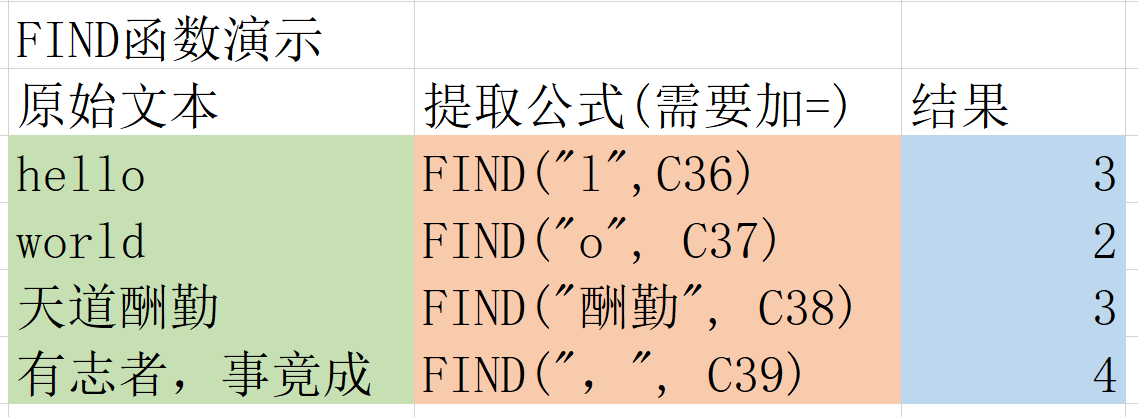 FIND函数演示
原始文本 提取公式(需要加=) 结果
hello FIND("l",C36) 3
world FIND("o", C37) 2
天道酬勤 FIND("酬勤", C38) 3
有志者，事竟成 FIND("，", C39) 4